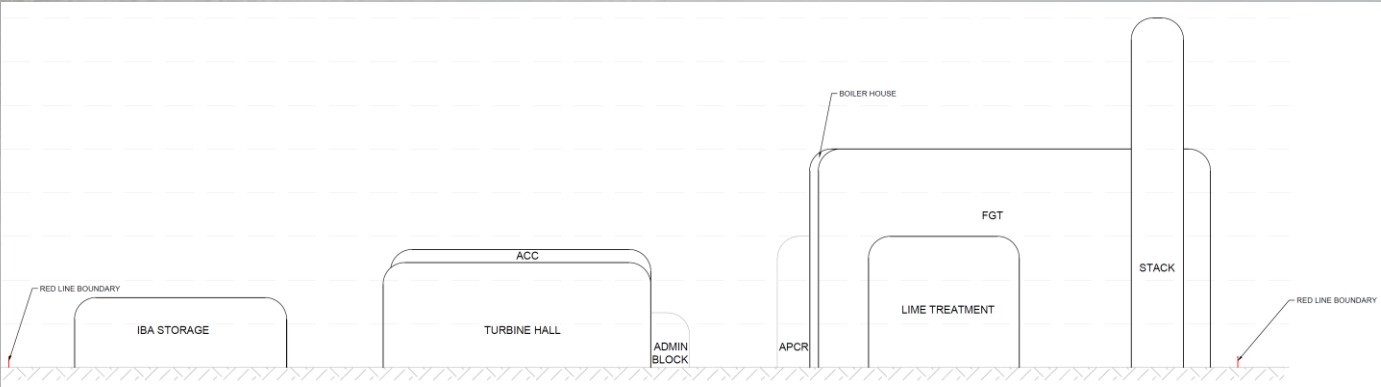 BOILER HOUSE
FGT
ACC
STACK
RED LINE BOUNDARY
RED LINE BOUNDARY
LIME TREATMENT
IBA STORAGE
TURBINE HALL
ADMIN
BLOCK
APCR